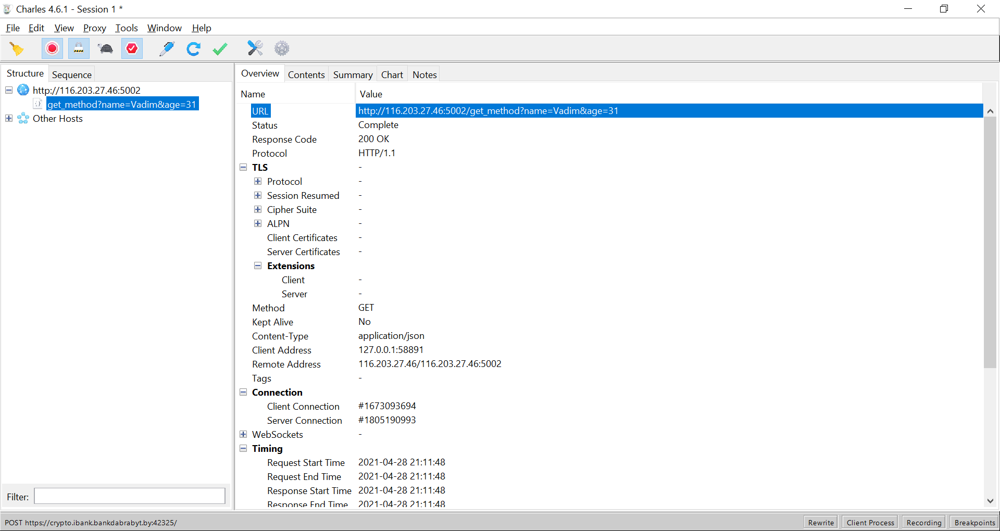 Charles 4.6.1 - Session 1 *
File Edit View Proxy Tools Window Help
Structure Sequence
http://116.203.27.46:5002
get_method?name=Vadim&age=31
Other Hosts
Filter:
Overview Contents Summary Chart Notes
Name Value
URL http://116.203.27.46:5002/get_method?name=Vadim&age=31
Status Complete
Response Code 200 OK
Protocol HTTP/1.1
TLS -
Protocol -
Session Resumed -
Cipher Suite -
ALPN -
Client Certificates -
Server Certificates -
Extensions
Client -
Server -
Method GET
Kept Alive No
Content-Type application/json
Client Address 127.0.0.1:58891
Remote Address 116.203.27.46/116.203.27.46:5002
Tags -
Connection
Client Connection #1673093694
Server Connection #1805190993
WebSockets -
Timing
Request Start Time 2021-04-28 21:11:48
Request End Time 2021-04-28 21:11:48
Response Start Time 2021-04-28 21:11:48
Response End Time 2021-04-28 21:11:48
POST https://crypto.ibank.bankdabrabyt.by:42325/
Rewrite Client Process Recording Breakpoints